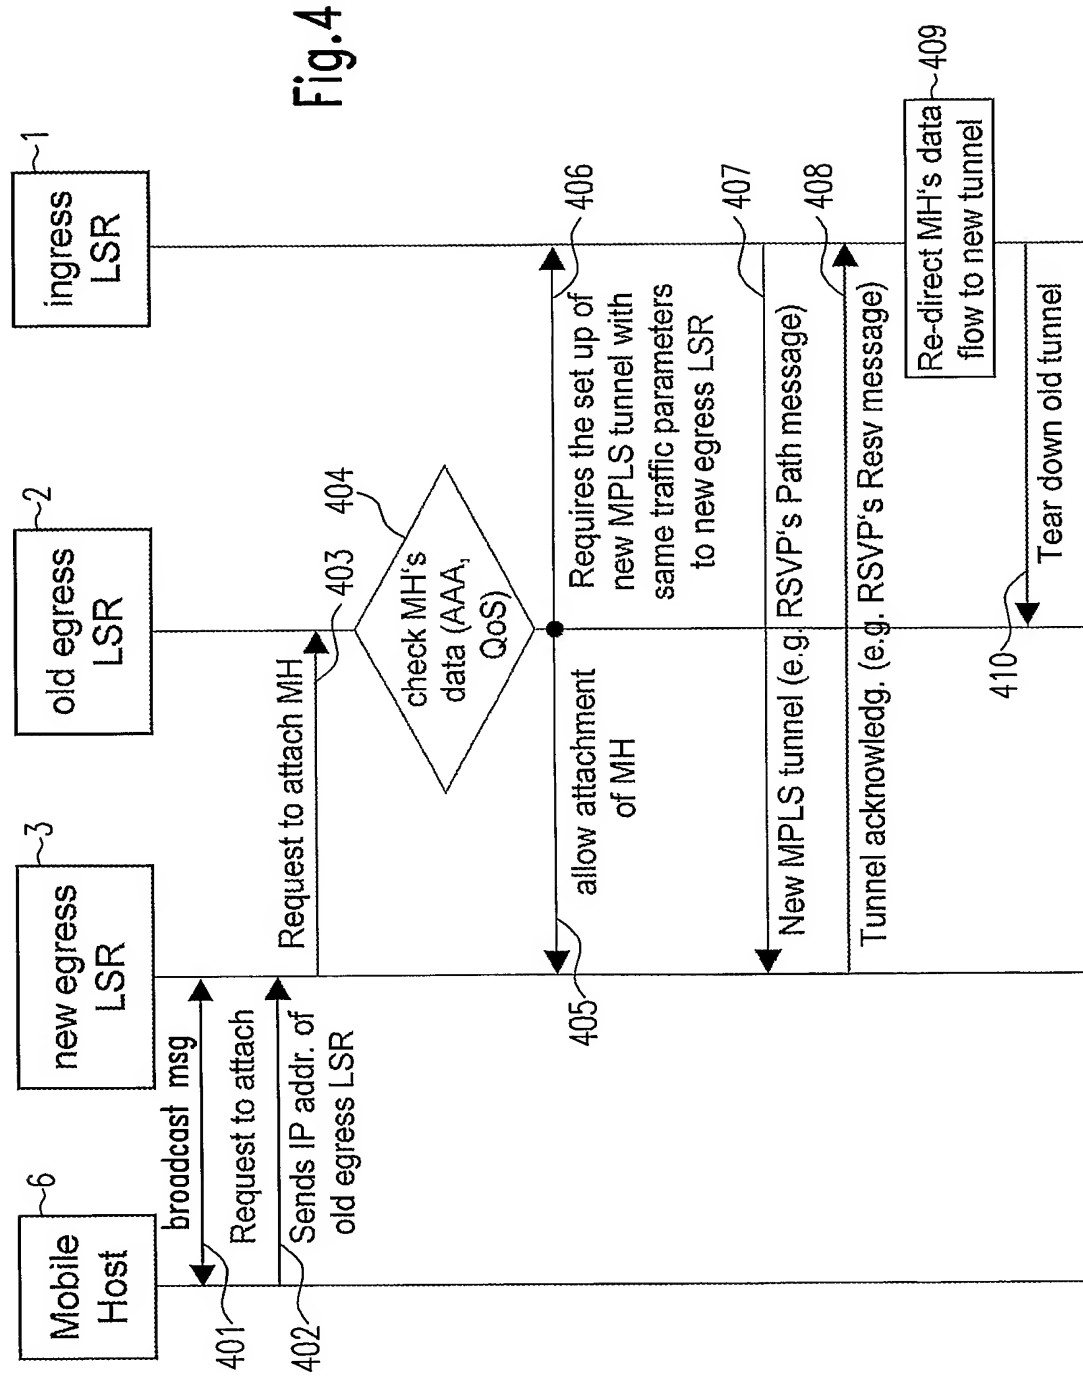 Fig.4
6
Mobile
Host
3
new egress
LSR
2
old egress
LSR
1
ingress
LSR
broadcast msg
401
Request to attach
402
Sends IP addr. of
old egress LSR
Request to attach MH
403
404
check MH's
data (AAA,
QoS)
allow attachment
of MH
405
406
Requires the set up of
new MPLS tunnel with
same traffic parameters
to new egress LSR
407
New MPLS tunnel (e.g. RSVP's Path message)
408
Tunnel acknowledg. (e.g. RSVP's Resv message)
409
Re-direct MH's data
flow to new tunnel
410
Tear down old tunnel